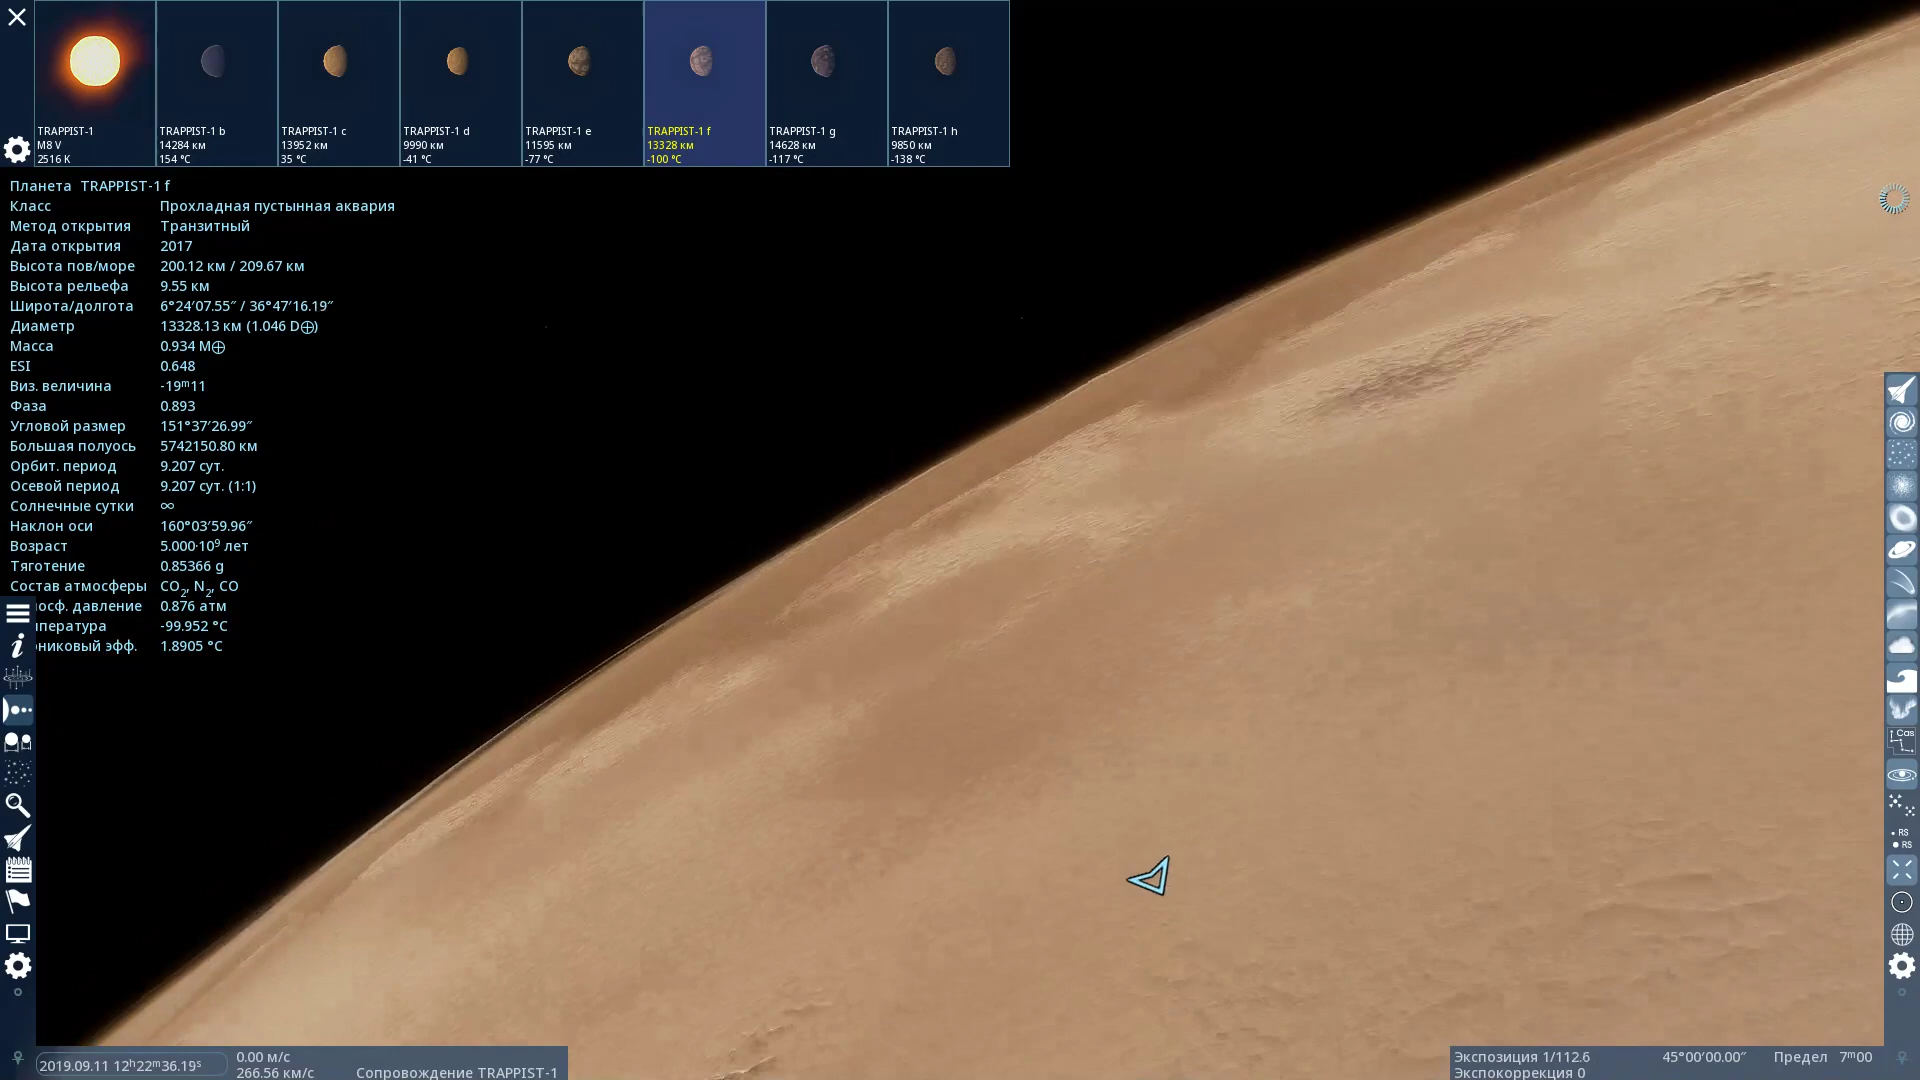 TRAPPIST-1
M8 V
2516 K
TRAPPIST-1 b
14284 км
154 °C
TRAPPIST-1 c
13952 км
35 °C
TRAPPIST-1 d
9990 км
-41 °C
TRAPPIST-1 e
11595 км
-77 °C
TRAPPIST-1 f
13328 км
-100 °C
TRAPPIST-1 g
14628 км
-117 °C
TRAPPIST-1 h
9850 км
-138 °C
Планета TRAPPIST-1 f
Класс Прохладная пустынная аквария
Метод открытия Транзитный
Дата открытия 2017
Высота пов/море 200.12 км / 209.67 км
Высота рельефа 9.55 км
Широта/долгота 6°24′07.55″ / 36°47′16.19″
Диаметр 13328.13 км (1.046 D⊕)
Масса 0.934 M⊕
ESI 0.648
Виз. величина -19ᵐ11
Фаза 0.893
Угловой размер 151°37′26.99″
Большая полуось 5742150.80 км
Орбит. период 9.207 сут.
Осевой период 9.207 сут. (1:1)
Солнечные сутки ∞
Наклон оси 160°03′59.96″
Возраст 5.000·10⁹ лет
Тяготение 0.85366 g
Состав атмосферы CO₂, N₂, CO
осф. давление 0.876 атм
пература -99.952 °C
никовый эфф. 1.8905 °C
Cas
RS
RS
2019.09.11 12ʰ22ᵐ36.19ˢ
0.00 м/с
266.56 км/с Сопровождение TRAPPIST-1
Экспозиция 1/112.6 45°00′00.00″ Предел 7ᵐ00
Экспокоррекция 0